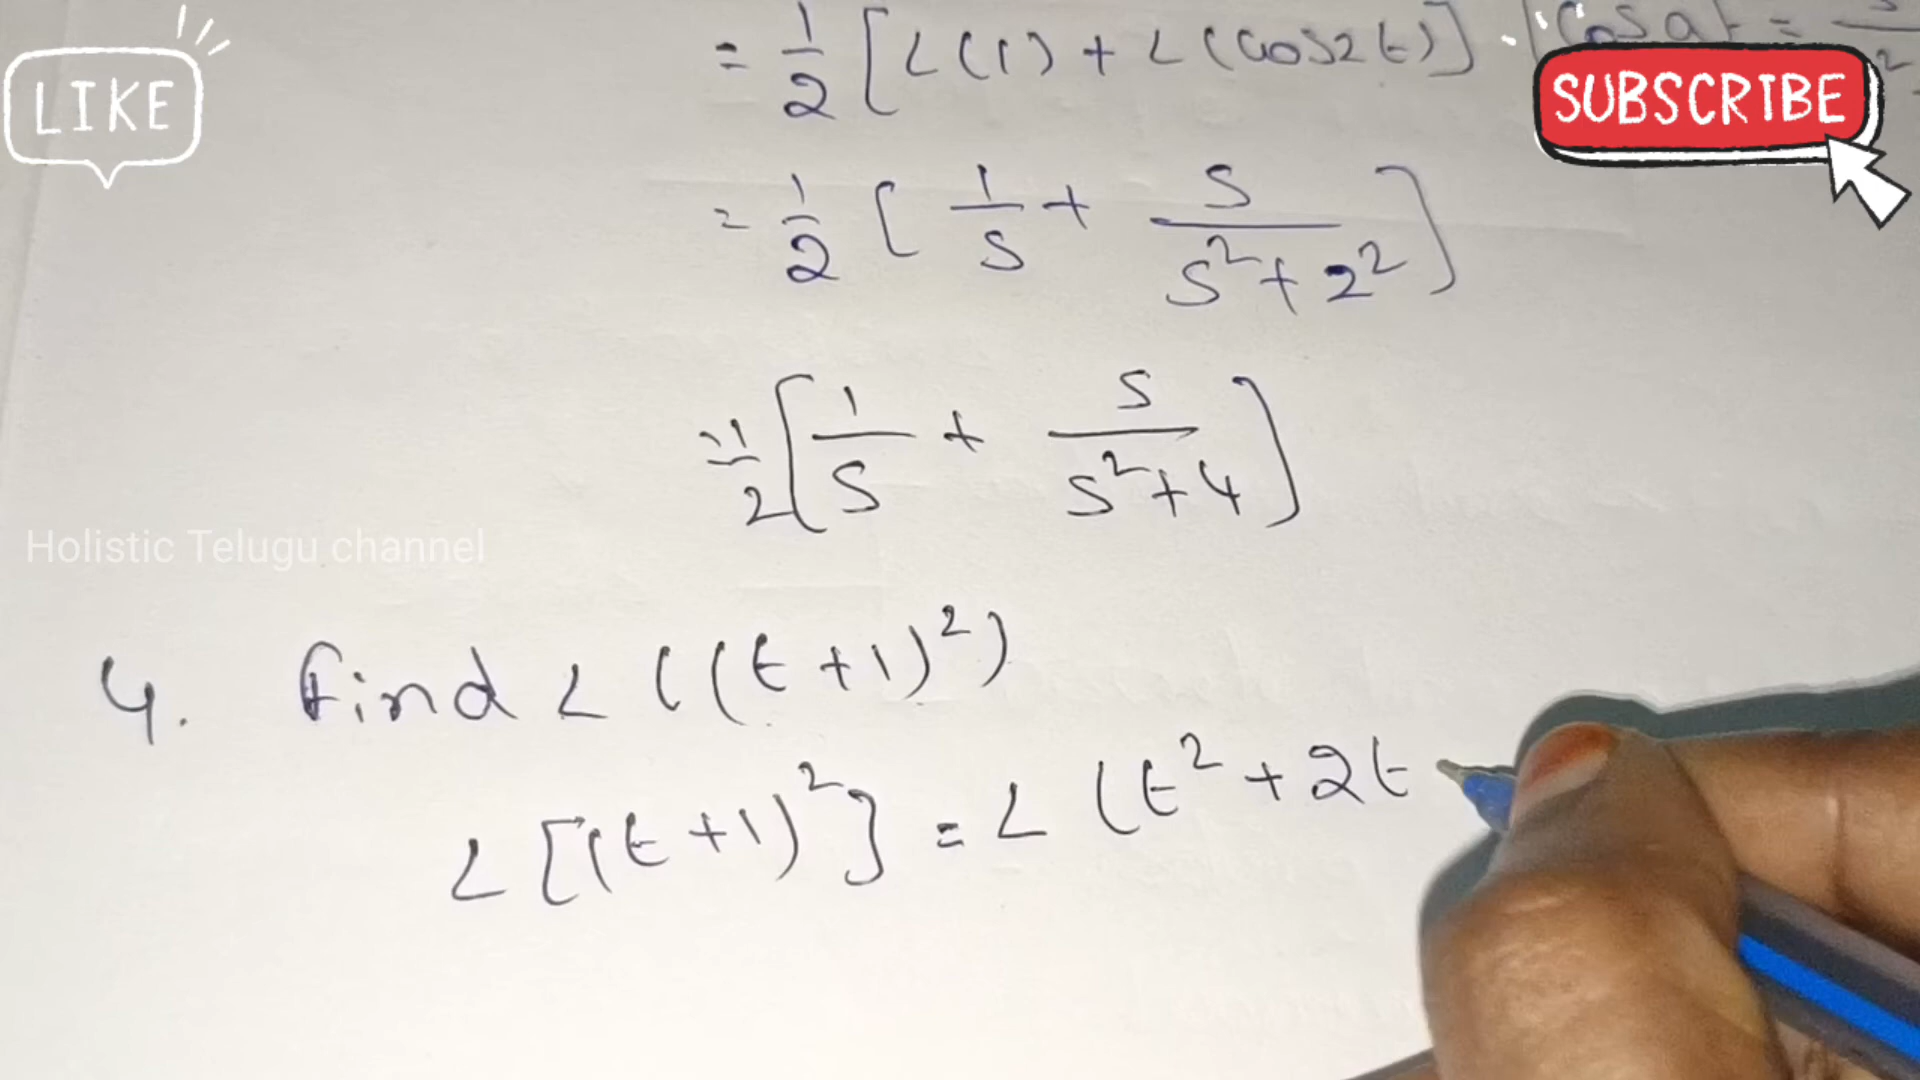 = 1/2 [L(1) + L(cos2t)]
LIKE
SUBSCRIBE
= 1/2 [1/s + s/s²+2²]
= 1/2 [1/s + s/s²+4]
Holistic Telugu channel
4. find L((t+1)²)
L[(t+1)²] = L(t²+2t